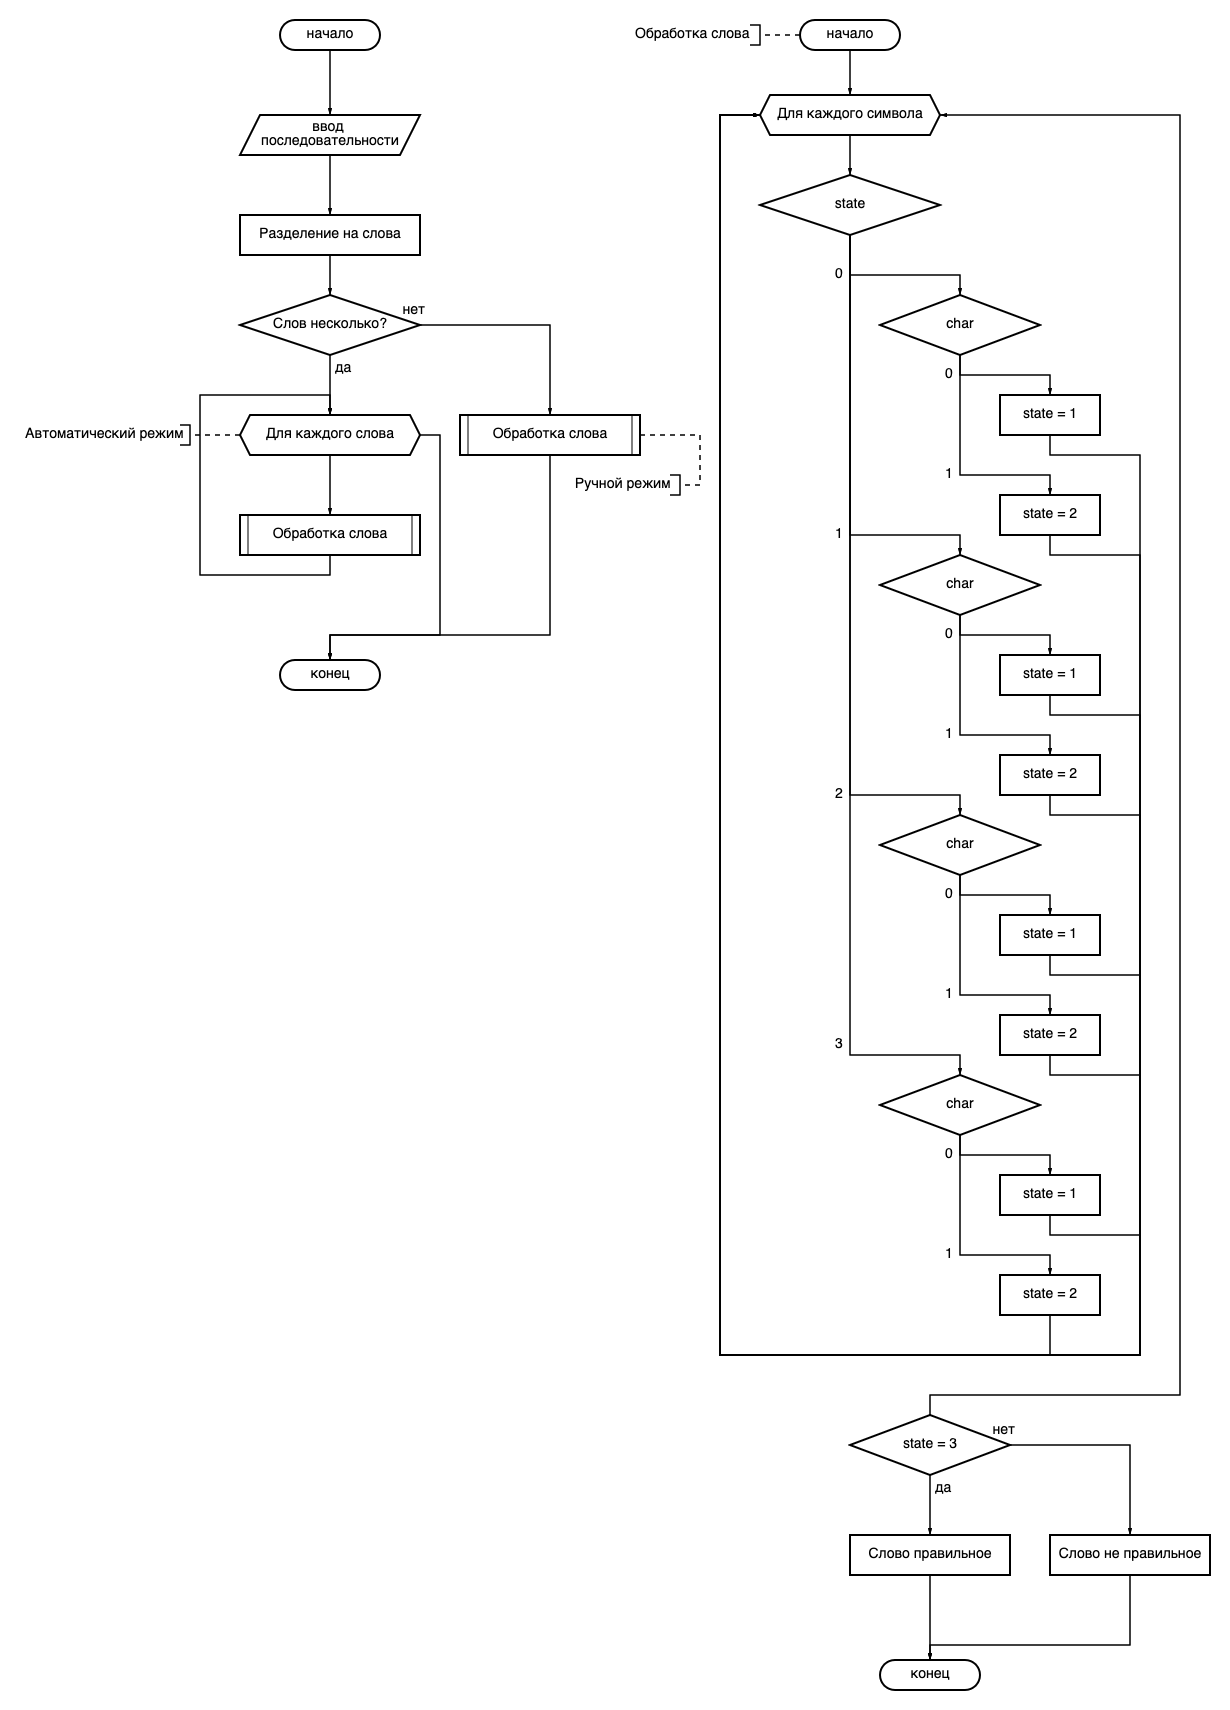 начало
ввод
последовательности
Разделение на слова
Слов несколько?
нет
да
Автоматический режим
Для каждого слова
Обработка слова
Ручной режим
Обработка слова
конец
Обработка слова
начало
Для каждого символа
state
0
char
0
state = 1
1
state = 2
1
char
0
state = 1
1
state = 2
2
char
0
state = 1
1
state = 2
3
char
0
state = 1
1
state = 2
state = 3
нет
да
Слово правильное
Слово не правильное
конец